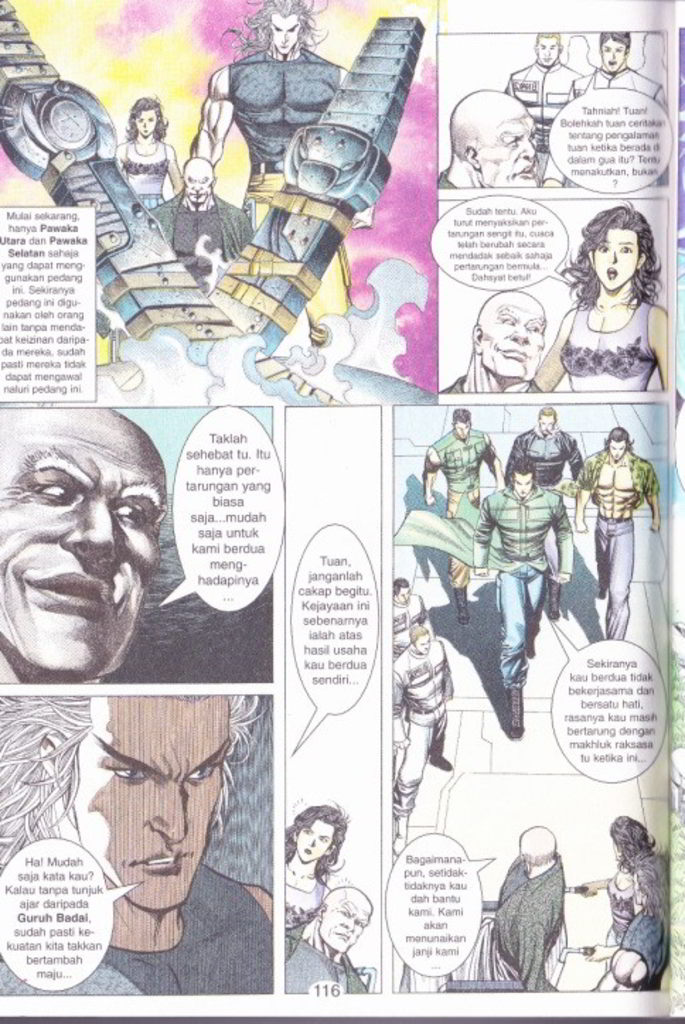 Mulai sekarang,
hanya Pawaka
Utara dan Pawaka
Selatan sahaja
yang dapat meng-
gunakan pedang
ini. Sekiranya
pedang ini digu-
nakan oleh orang
lain tanpa menda-
pat keizinan daripa-
da mereka, sudah
pasti mereka tidak
dapat mengawal
naluri pedang ini.
Tahniah! Tuan!
Bolehkah tuan ceritakan
tentang pengalaman
tuan ketika berada di
dalam gua itu? Tentu
menakutkan, bukan
?
Sudah tentu. Aku
turut menyaksikan per-
tarungan sengit itu, cuaca
telah berubah secara
mendadak sebaik sahaja
pertarungan bermula...
Dahsyat betul!
Taklah
sehebat tu. Itu
hanya per-
tarungan yang
biasa
saja...mudah
saja untuk
kami berdua
meng-
hadapinya
...
Tuan,
janganlah
cakap begitu.
Kejayaan ini
sebenarnya
ialah atas
hasil usaha
kau berdua
sendiri...
Sekiranya
kau berdua tidak
bekerjasama dan
bersatu hati,
rasanya kau masih
bertarung dengan
makhluk raksasa
tu ketika ini...
Ha! Mudah
saja kata kau?
Kalau tanpa tunjuk
ajar daripada
Guruh Badai,
sudah pasti ke-
kuatan kita takkan
bertambah
maju...
Bagaimana-
pun, setidak-
tidaknya kau
dah bantu
kami. Kami
akan
menunaikan
janji kami
...
116